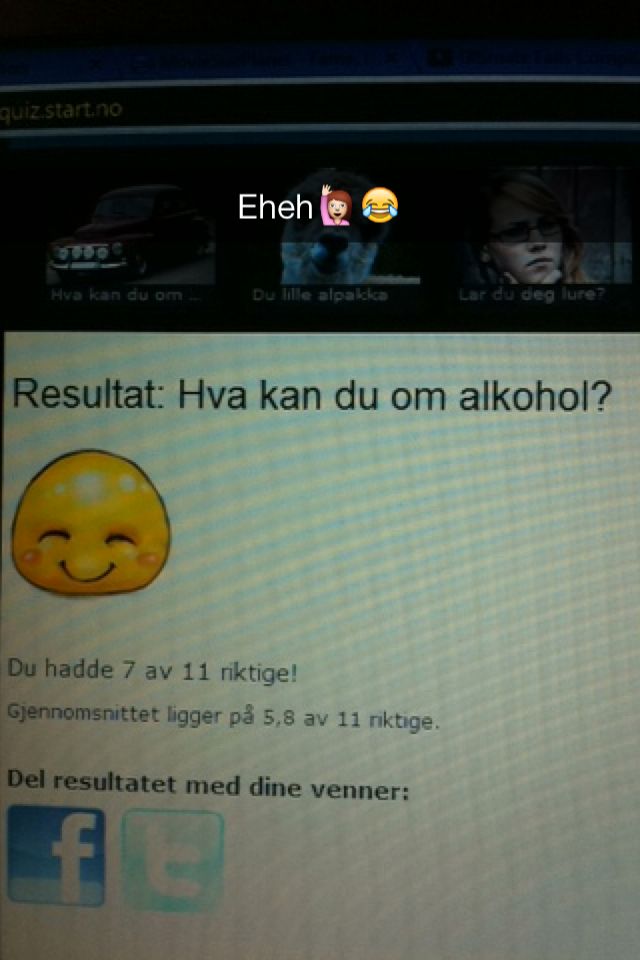 quiz.start.no
Eheh🙋😂
Hva kan du om ...
Du lille alpakka
Lar du deg lure?
Resultat: Hva kan du om alkohol?
Du hadde 7 av 11 riktige!
Gjennomsnittet ligger på 5,8 av 11 riktige.
Del resultatet med dine venner:
f t